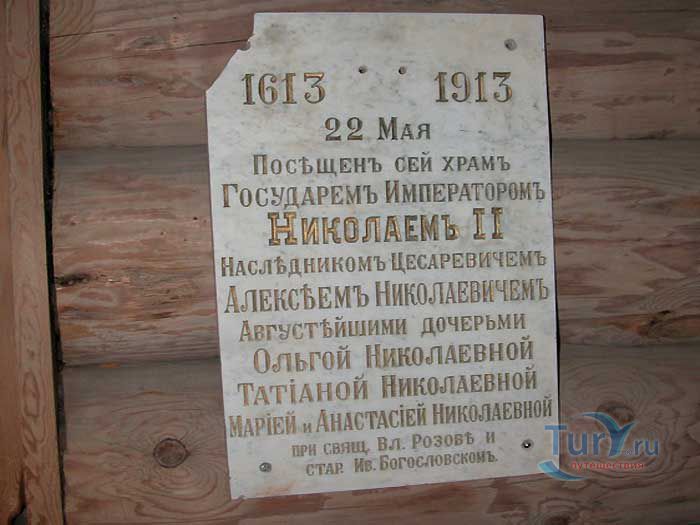 1613 1913
22 Мая
Посѣщенъ сей храмъ
Государемъ Императоромъ
Николаемъ II
Наслѣдникомъ Цесаревичемъ
Алексѣемъ Николаевичемъ
Августѣйшими дочерьми
Ольгой Николаевной
Татіаной Николаевной
Маріей и Анастасіей Николаевной
при свящ. Вл. Розовѣ и
стар. Ив. Богословскомъ.
Tury.ru
путешествия